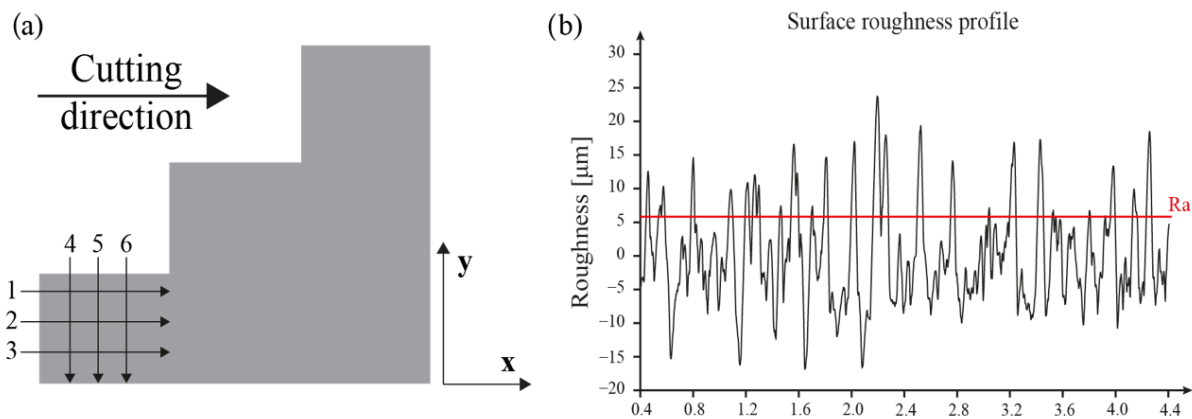 (a)
Cutting
direction
4 5 6
1
2
3
y
x
(b)
Surface roughness profile
Roughness [µm]
30
25
20
15
10
5
0
−5
−10
−15
−20
Ra
0.4 0.8 1.2 1.6 2.0 2.4 2.8 3.2 3.6 4.0 4.4